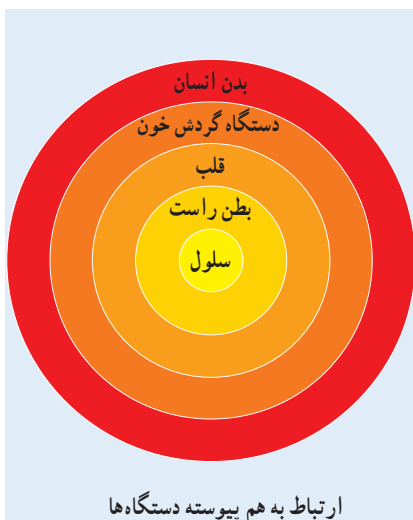 بدن انسان
دستگاه گردش خون
قلب
بطن راست
سلول
ارتباط به هم پیوسته دستگاه‌ها